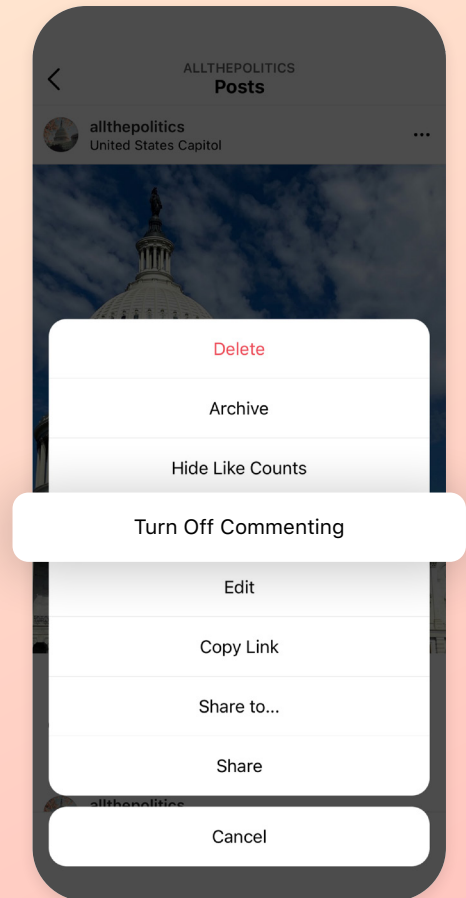 ALLTHEPOLITICS
Posts
allthepolitics
United States Capitol
Delete
Archive
Hide Like Counts
Turn Off Commenting
Edit
Copy Link
Share to...
Share
allthepolitics
Cancel